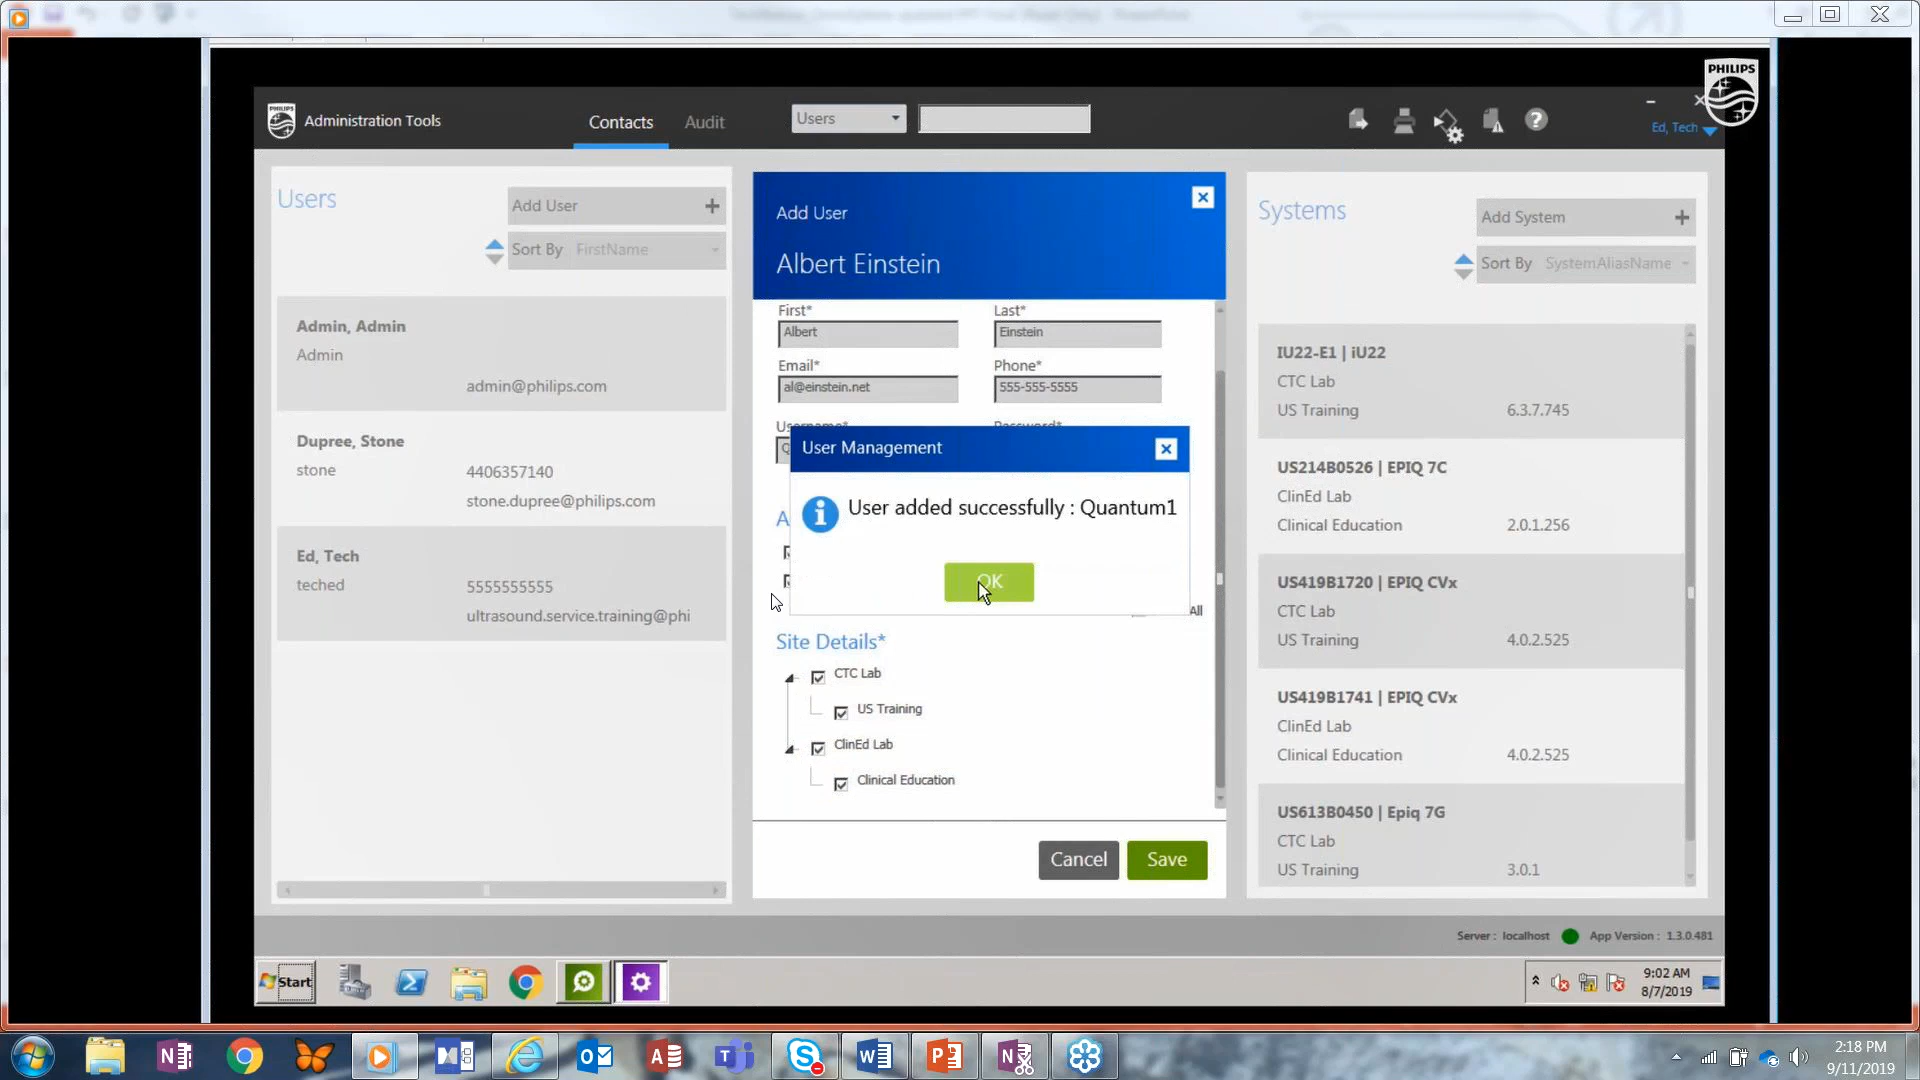 PHILIPS
PHILIPS
Administration Tools
Contacts
Audit
Users
Ed, Tech
Users
Add User
Sort By FirstName
Admin, Admin
Admin
admin@philips.com
Dupree, Stone
stone
4406357140
stone.dupree@philips.com
Ed, Tech
teched
5555555555
ultrasound.service.training@phi
Add User
Albert Einstein
First*
Last*
Albert
Einstein
Email*
Phone*
al@einstein.net
555-555-5555
User Management
User added successfully : Quantum1
OK
All
Site Details*
CTC Lab
US Training
ClinEd Lab
Clinical Education
Cancel
Save
Systems
Add System
Sort By SystemAliasName
IU22-E1 | iU22
CTC Lab
US Training 6.3.7.745
US214B0526 | EPIQ 7C
ClinEd Lab
Clinical Education 2.0.1.256
US419B1720 | EPIQ CVx
CTC Lab
US Training 4.0.2.525
US419B1741 | EPIQ CVx
ClinEd Lab
Clinical Education 4.0.2.525
US613B0450 | Epiq 7G
CTC Lab
US Training 3.0.1
Server : localhost
App Version : 1.3.0.481
Start
9:02 AM
8/7/2019
2:18 PM
9/11/2019